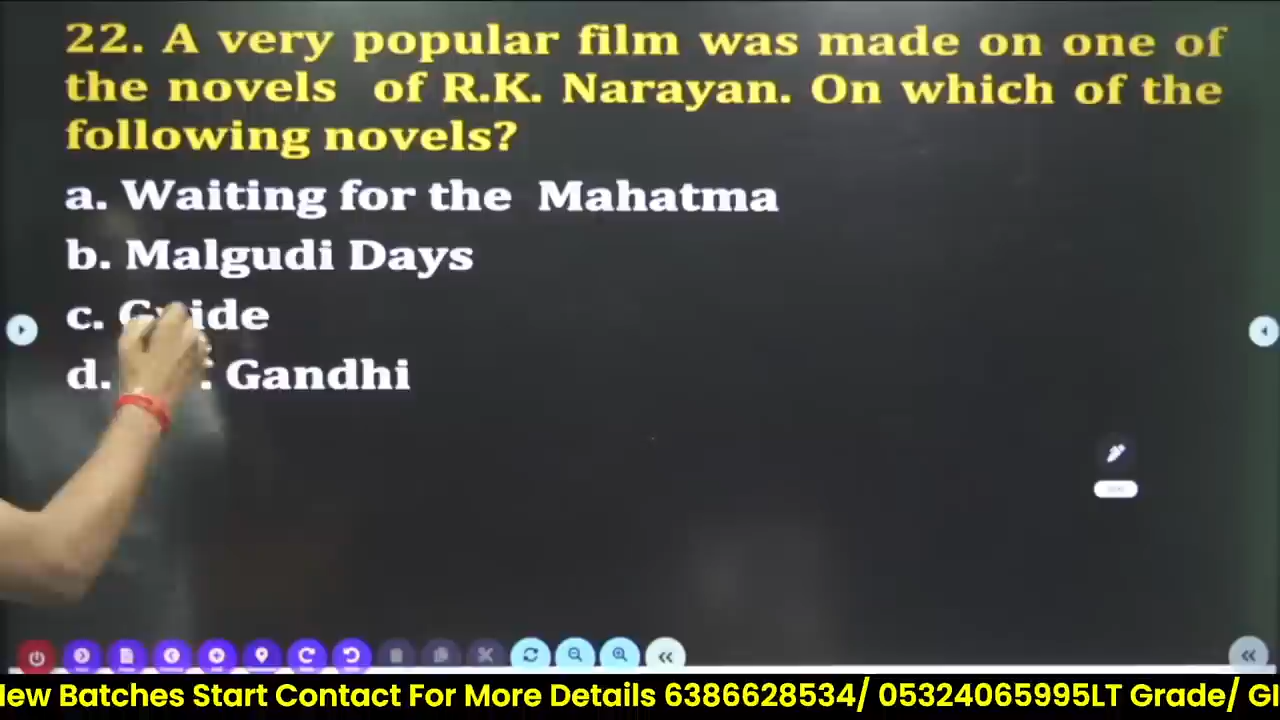 22. A very popular film was made on one of
the novels of R.K. Narayan. On which of the
following novels?
a. Waiting for the Mahatma
b. Malgudi Days
c. Guide
d. Gandhi
New Batches Start Contact For More Details 6386628534/ 05324065995LT Grade/